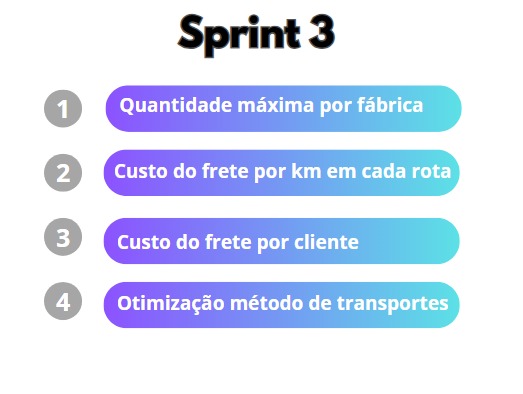 Sprint 3
1 Quantidade máxima por fábrica
2 Custo do frete por km em cada rota
3 Custo do frete por cliente
4 Otimização método de transportes